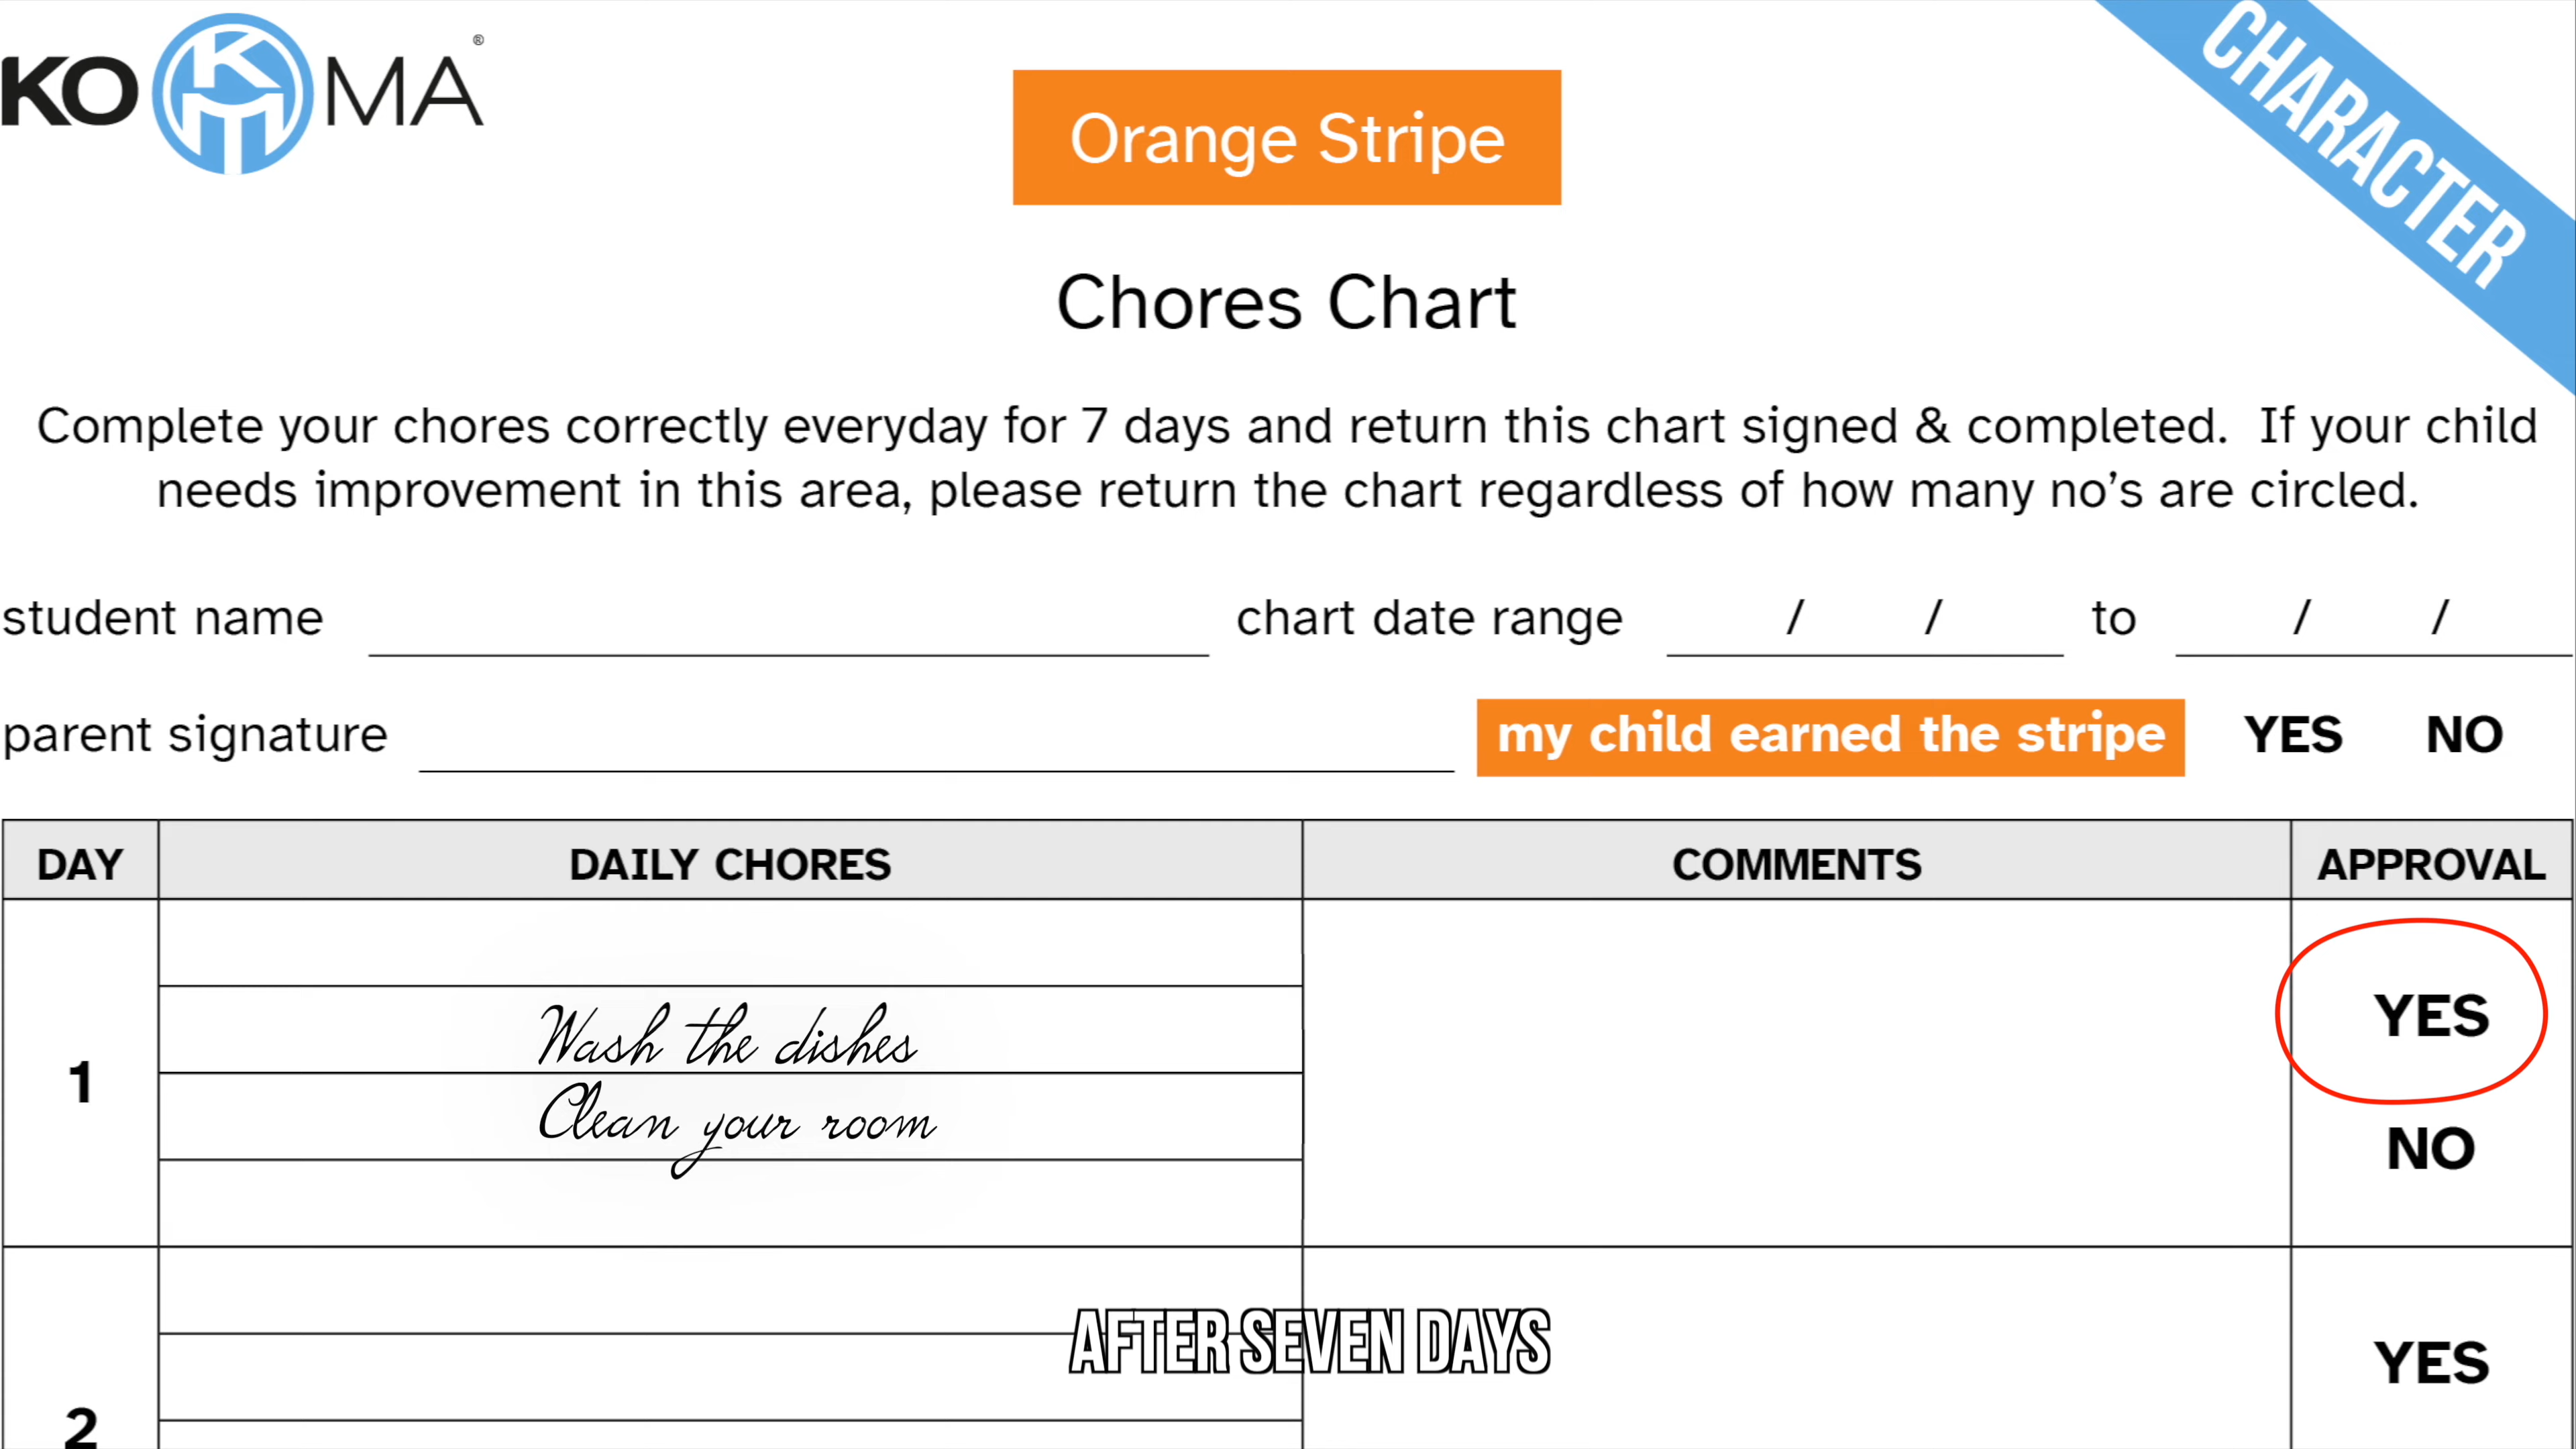 KO KMT MA®
CHARACTER
Orange Stripe
Chores Chart
Complete your chores correctly everyday for 7 days and return this chart signed & completed. If your child
needs improvement in this area, please return the chart regardless of how many no’s are circled.
student name chart date range / / to / /
parent signature my child earned the stripe YES NO
DAY DAILY CHORES COMMENTS APPROVAL
YES
Wash the dishes
1
Clean your room
NO
AFTER SEVEN DAYS
YES
2